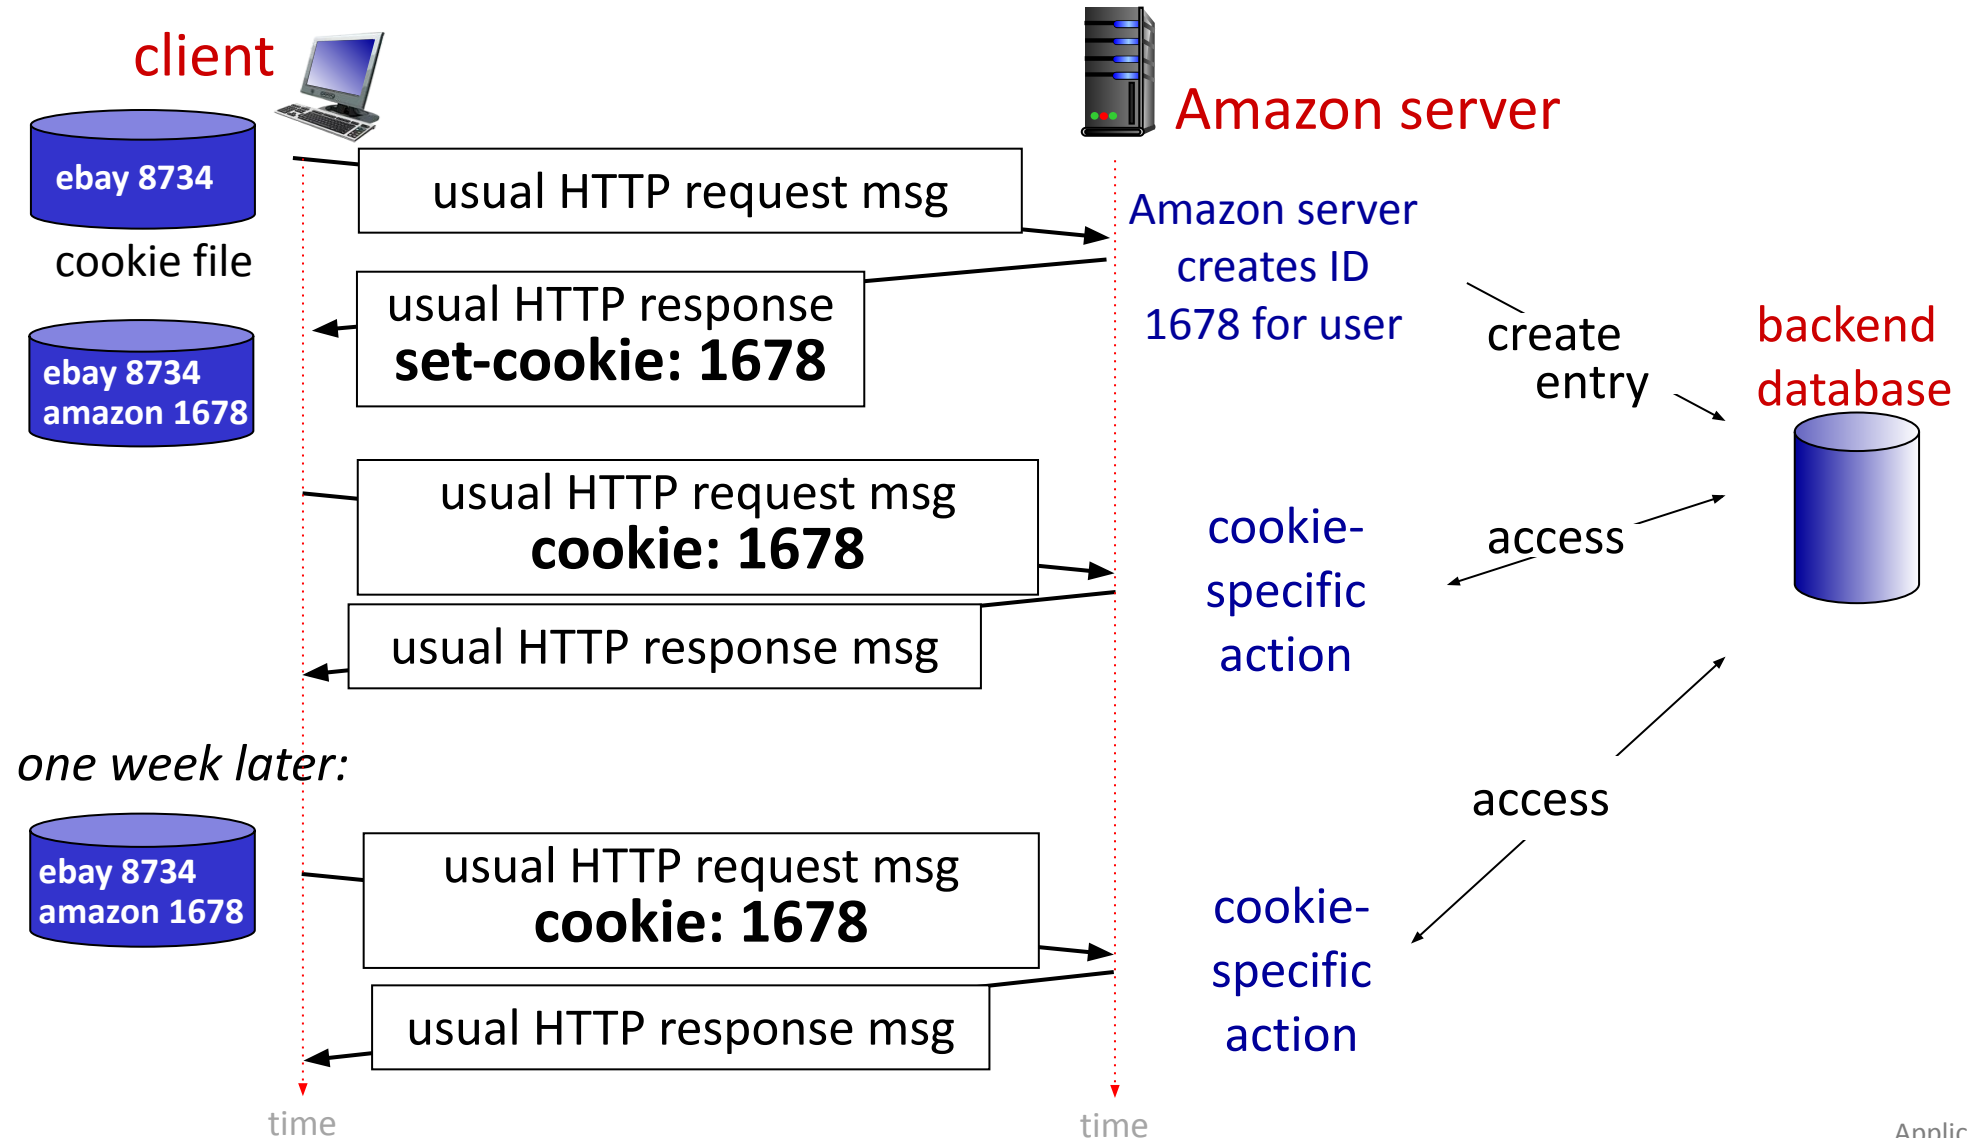 client
Amazon server
ebay 8734
cookie file
usual HTTP request msg
Amazon server
creates ID
1678 for user
usual HTTP response
set-cookie: 1678
ebay 8734
amazon 1678
create
entry
backend
database
usual HTTP request msg
cookie: 1678
cookie-
specific
action
access
usual HTTP response msg
one week later:
access
ebay 8734
amazon 1678
usual HTTP request msg
cookie: 1678
cookie-
specific
action
usual HTTP response msg
time
time
Applic